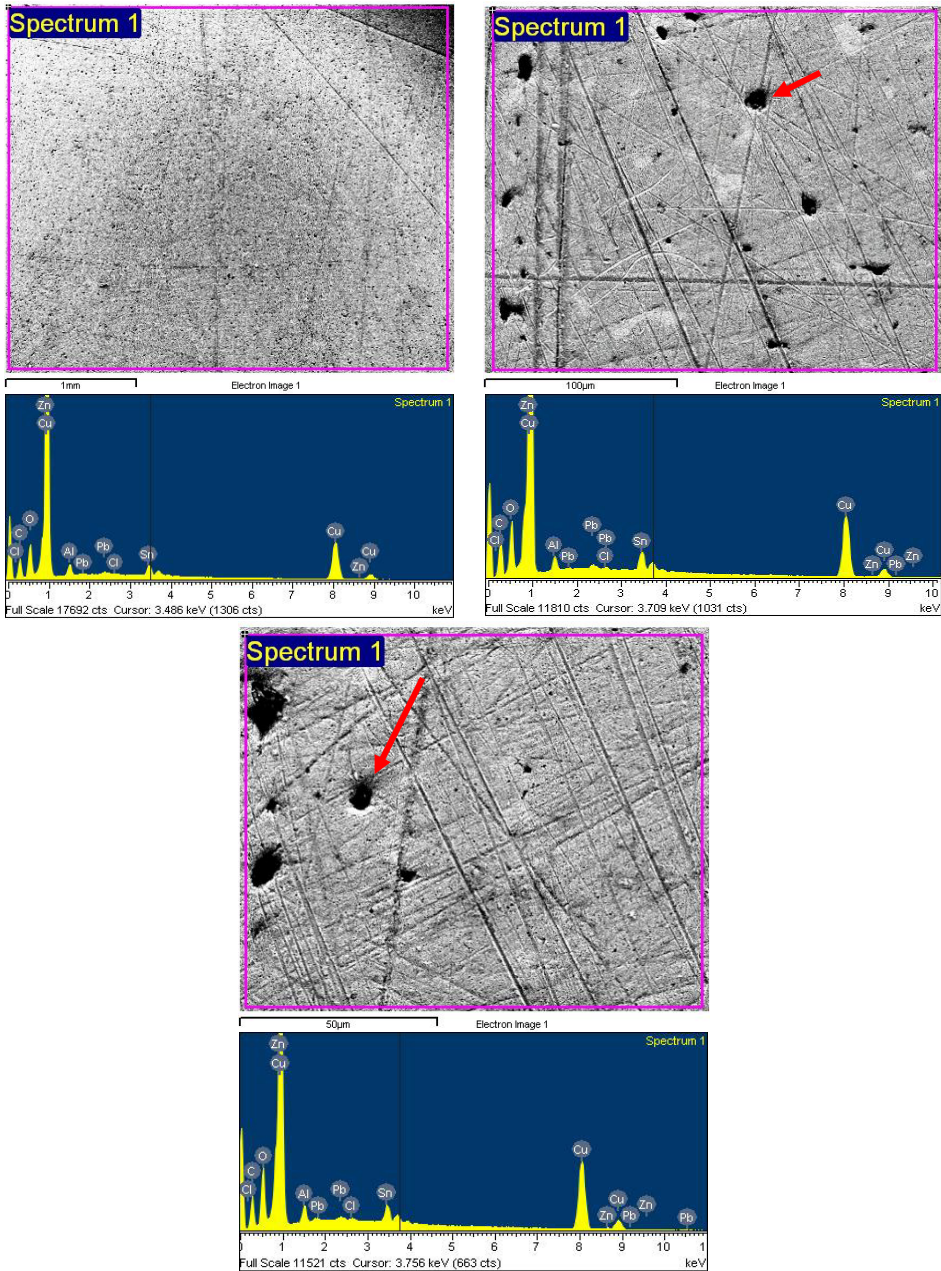 Spectrum 1
1mm Electron Image 1
Spectrum 1
Zn
Cu
O
C
Cl
Al
Pb
Pb
Cl
Sn
Cu
Cu
Zn
0 1 2 3 4 5 6 7 8 9 10
Full Scale 17692 cts Cursor: 3.486 keV (1306 cts) keV
Spectrum 1
100µm Electron Image 1
Spectrum 1
Zn
Cu
O
C
Cl
Al
Pb
Pb
Pb
Cl
Sn
Cu
Zn
Cu
Pb
Zn
0 1 2 3 4 5 6 7 8 9 10
Full Scale 11810 cts Cursor: 3.709 keV (1031 cts) keV
Spectrum 1
50µm Electron Image 1
Spectrum 1
Zn
Cu
O
C
Cl
Al
Pb
Pb
Cl
Sn
Cu
Zn
Cu
Pb
Zn
Pb
0 1 2 3 4 5 6 7 8 9 10 11
Full Scale 11521 cts Cursor: 3.756 keV (663 cts) keV